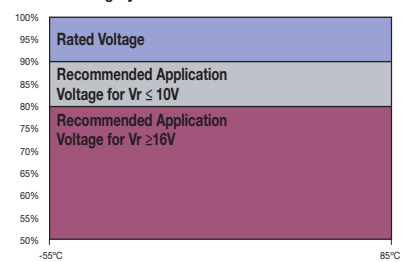 100%
95%
Rated Voltage
90%
85%
Recommended Application
Voltage for Vr ≤ 10V
80%
75%
Recommended Application
Voltage for Vr ≥16V
70%
65%
60%
55%
50%
-55ºC
85ºC